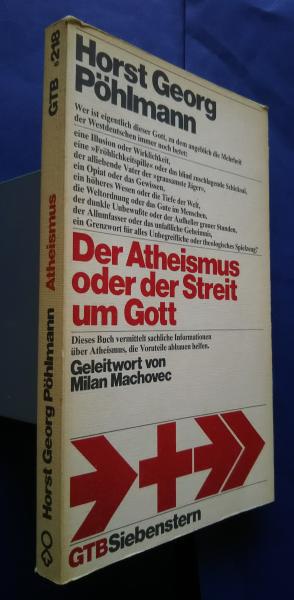 Horst Georg
Pöhlmann
Wer ist eigentlich dieser Gott, zu dem angeblich die Mehrheit
der Westdeutschen immer noch betet:
eine Illusion oder Wirklichkeit,
eine »Fröhlichkeitspille« oder das blind zuschlagende Schicksal,
der alliebende Vater der »grausamste Jäger«,
ein Opiat oder das Gewissen,
ein höheres Wesen oder die Tiefe der Welt,
die Weltordnung oder das Gute im Menschen,
der dunkle Unbewußte oder der Aufheller grauer Stunden,
der Allumfasser oder das unfaßliche Geheimnis,
ein Grenzwort für alles Unbegreifliche oder theologisches Spielzeug?
Der Atheismus
oder der Streit
um Gott
Dieses Buch vermittelt sachliche Informationen
über Atheismus, die Vorurteile abbauen helfen.
Geleitwort von
Milan Machovec
GTB Siebenstern
Horst Georg Pöhlmann Atheismus GTB 218